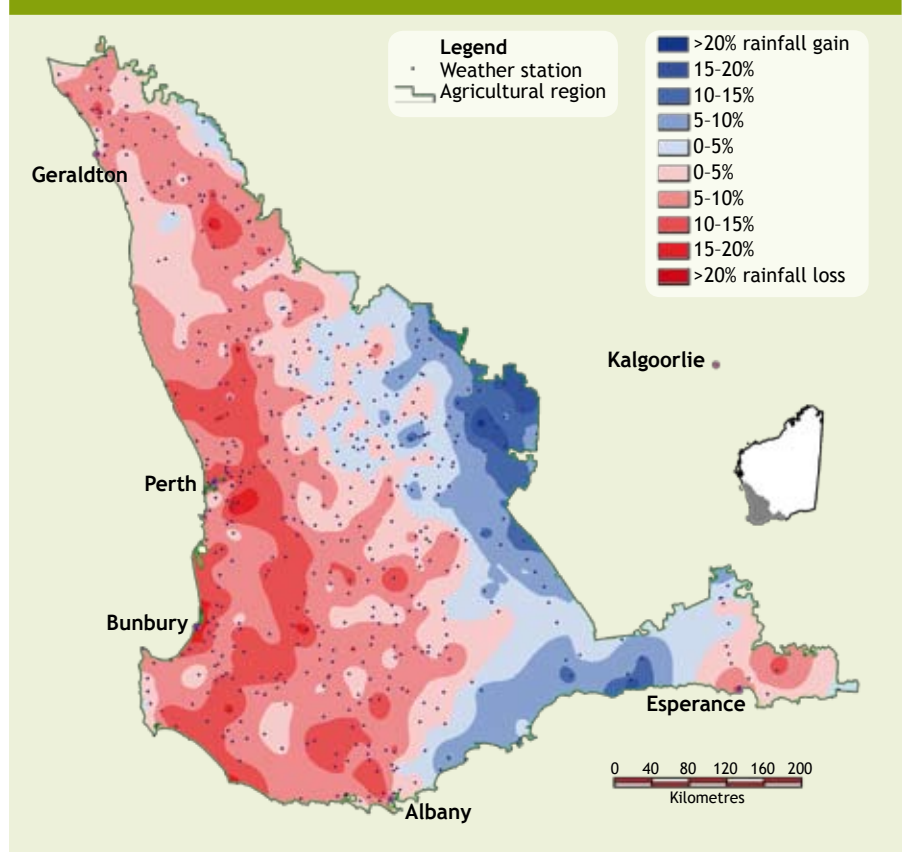 Legend
Weather station
Agricultural region
>20% rainfall gain
15-20%
10-15%
5-10%
0-5%
0-5%
5-10%
10-15%
15-20%
>20% rainfall loss
Geraldton
Kalgoorlie
Perth
Bunbury
Esperance
Albany
0 40 80 120 160 200
Kilometres